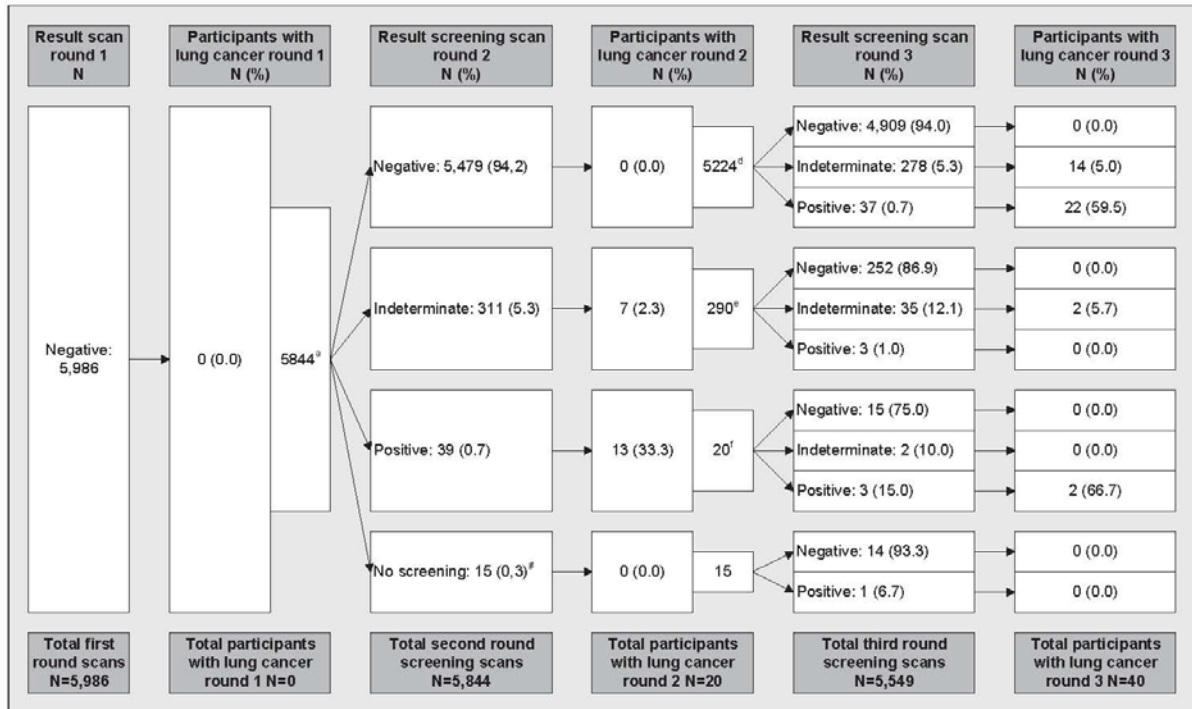 Result scan
round 1
N
Participants with
lung cancer round 1
N (%)
Result screening scan
round 2
N (%)
Participants with
lung cancer round 2
N (%)
Result screening scan
round 3
N (%)
Participants with
lung cancer round 3
N (%)
Negative:
5,986
0 (0.0)
5844
Negative: 5,479 (94,2)
0 (0.0)
5224ᵈ
Negative: 4,909 (94.0)
0 (0.0)
Indeterminate: 278 (5.3)
14 (5.0)
Positive: 37 (0.7)
22 (59.5)
Indeterminate: 311 (5.3)
7 (2.3)
290ᵉ
Negative: 252 (86.9)
0 (0.0)
Indeterminate: 35 (12.1)
2 (5.7)
Positive: 3 (1.0)
0 (0.0)
Positive: 39 (0.7)
13 (33.3)
20ᶠ
Negative: 15 (75.0)
0 (0.0)
Indeterminate: 2 (10.0)
0 (0.0)
Positive: 3 (15.0)
2 (66.7)
No screening: 15 (0,3)#
0 (0.0)
15
Negative: 14 (93.3)
0 (0.0)
Positive: 1 (6.7)
0 (0.0)
Total first
round scans
N=5,986
Total participants
with lung cancer
round 1 N=0
Total second round
screening scans
N=5,844
Total participants
with lung cancer
round 2 N=20
Total third round
screening scans
N=5,549
Total participants
with lung cancer
round 3 N=40